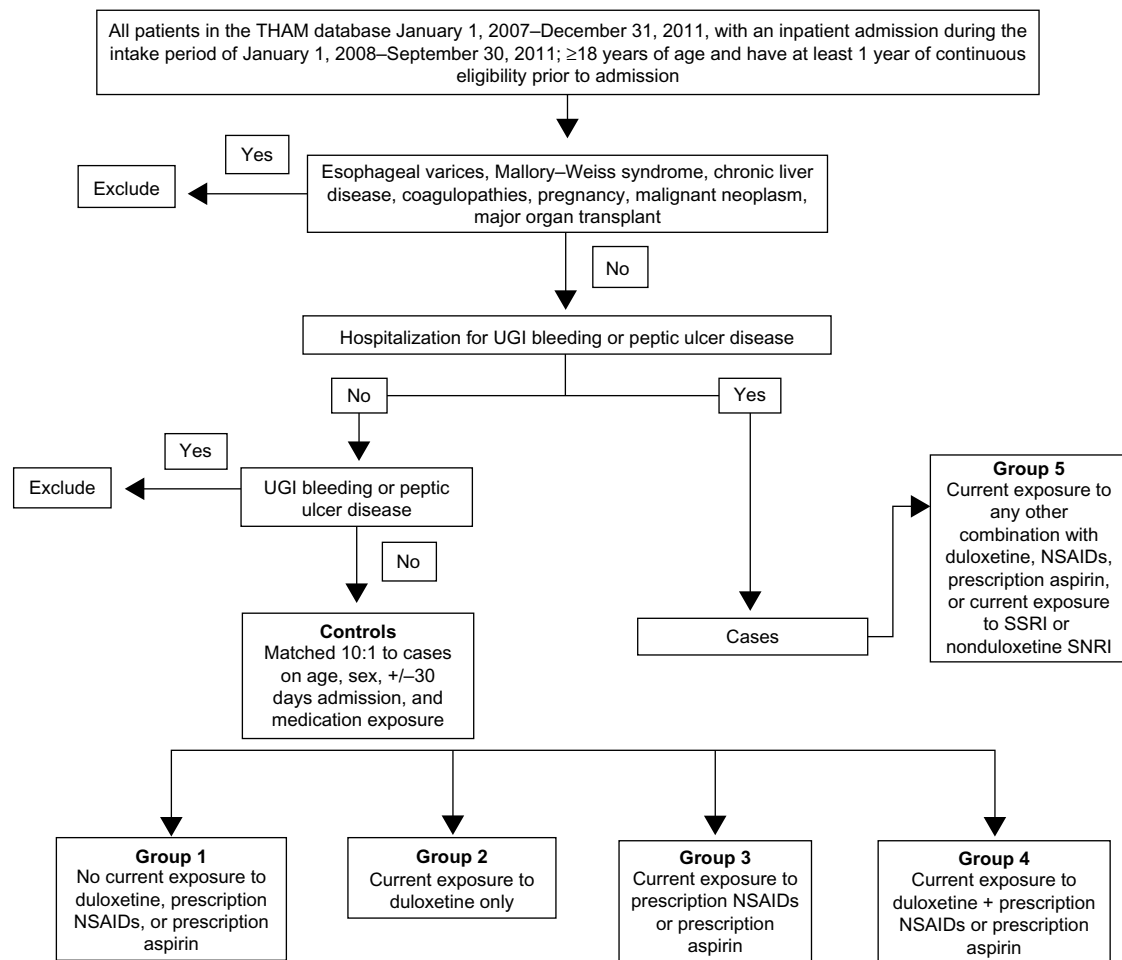 All patients in the THAM database January 1, 2007–December 31, 2011, with an inpatient admission during the
intake period of January 1, 2008–September 30, 2011; ≥18 years of age and have at least 1 year of continuous
eligibility prior to admission
Yes
Exclude
Esophageal varices, Mallory–Weiss syndrome, chronic liver
disease, coagulopathies, pregnancy, malignant neoplasm,
major organ transplant
No
Hospitalization for UGI bleeding or peptic ulcer disease
No
Yes
Yes
Exclude
UGI bleeding or peptic
ulcer disease
No
Group 5
Current exposure to
any other
combination with
duloxetine, NSAIDs,
prescription aspirin,
or current exposure
to SSRI or
nonduloxetine SNRI
Controls
Matched 10:1 to cases
on age, sex, +/–30
days admission, and
medication exposure
Cases
Group 1
No current exposure to
duloxetine, prescription
NSAIDs, or prescription
aspirin
Group 2
Current exposure to
duloxetine only
Group 3
Current exposure to
prescription NSAIDs
or prescription
aspirin
Group 4
Current exposure to
duloxetine + prescription
NSAIDs or prescription
aspirin